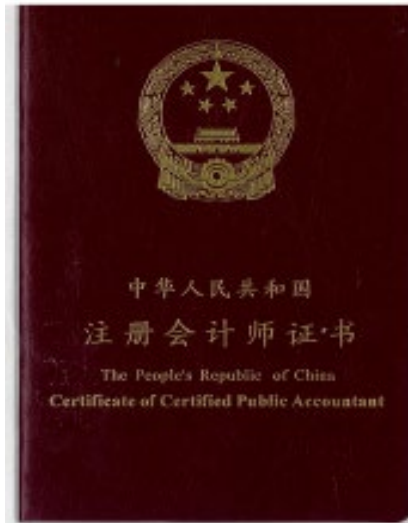 中华人民共和国
注册会计师证书
The People's Republic of China
Certificate of Certified Public Accountant